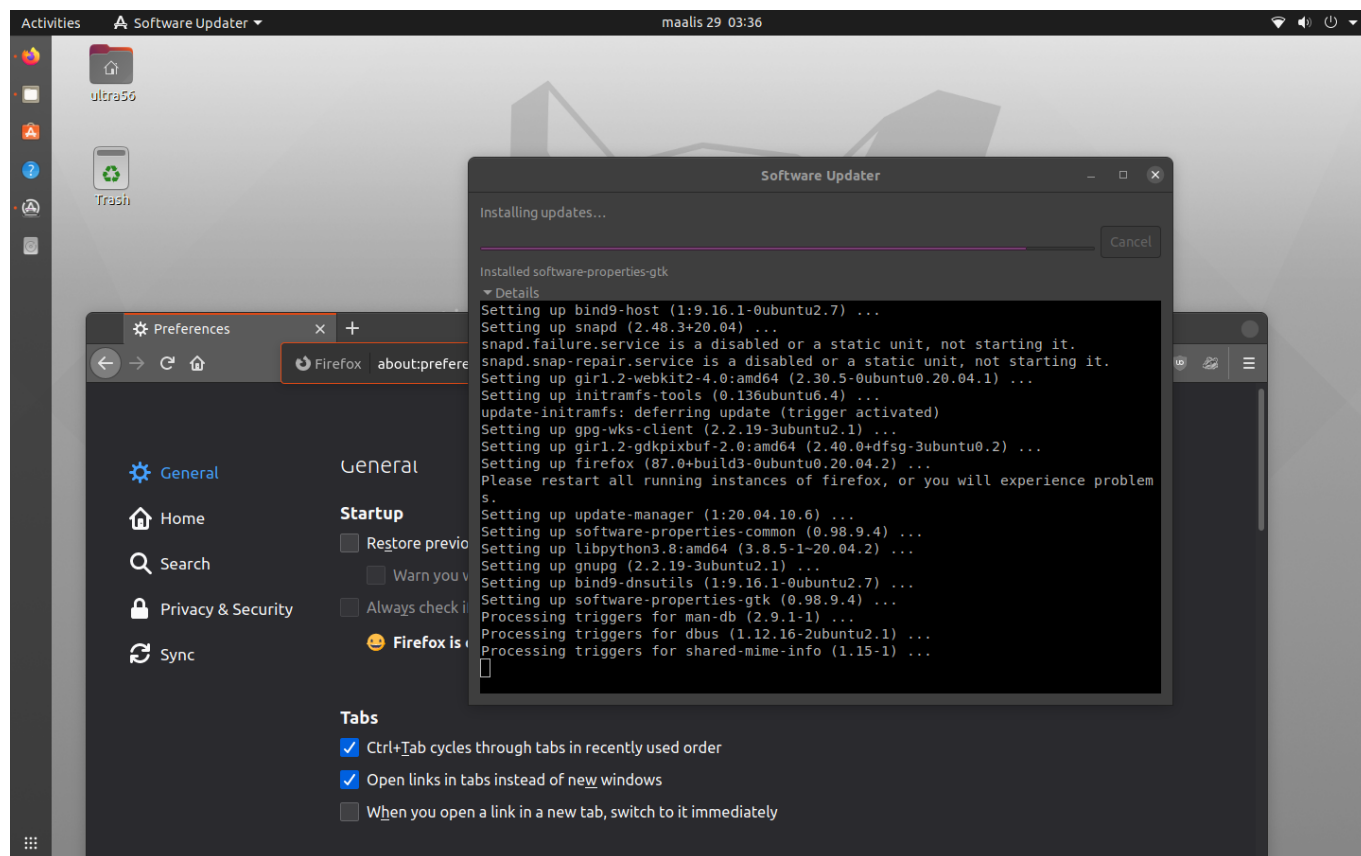 Activities
Software Updater
maalis 29 03:36
ultra56
Trash
Software Updater
Installing updates...
Cancel
Installed software-properties-gtk
Details
Setting up bind9-host (1:9.16.1-0ubuntu2.7) ...
Setting up snapd (2.48.3+20.04) ...
snapd.failure.service is a disabled or a static unit, not starting it.
snapd.snap-repair.service is a disabled or a static unit, not starting it.
Setting up gir1.2-webkit2-4.0:amd64 (2.30.5-0ubuntu0.20.04.1) ...
Setting up initramfs-tools (0.136ubuntu6.4) ...
update-initramfs: deferring update (trigger activated)
Setting up gpg-wks-client (2.2.19-3ubuntu2.1) ...
Setting up gir1.2-gdkpixbuf-2.0:amd64 (2.40.0+dfsg-3ubuntu0.2) ...
Setting up firefox (87.0+build3-0ubuntu0.20.04.2) ...
Please restart all running instances of firefox, or you will experience problem
s.
Setting up update-manager (1:20.04.10.6) ...
Setting up software-properties-common (0.98.9.4) ...
Setting up libpython3.8:amd64 (3.8.5-1~20.04.2) ...
Setting up gnupg (2.2.19-3ubuntu2.1) ...
Setting up bind9-dnsutils (1:9.16.1-0ubuntu2.7) ...
Setting up software-properties-gtk (0.98.9.4) ...
Processing triggers for man-db (2.9.1-1) ...
Processing triggers for dbus (1.12.16-2ubuntu2.1) ...
Processing triggers for shared-mime-info (1.15-1) ...
Preferences
Firefox about:prefere
General
Home
Search
Privacy & Security
Sync
General
Startup
Restore previo
Warn you
Always check i
Firefox is
Tabs
Ctrl+Tab cycles through tabs in recently used order
Open links in tabs instead of new windows
When you open a link in a new tab, switch to it immediately